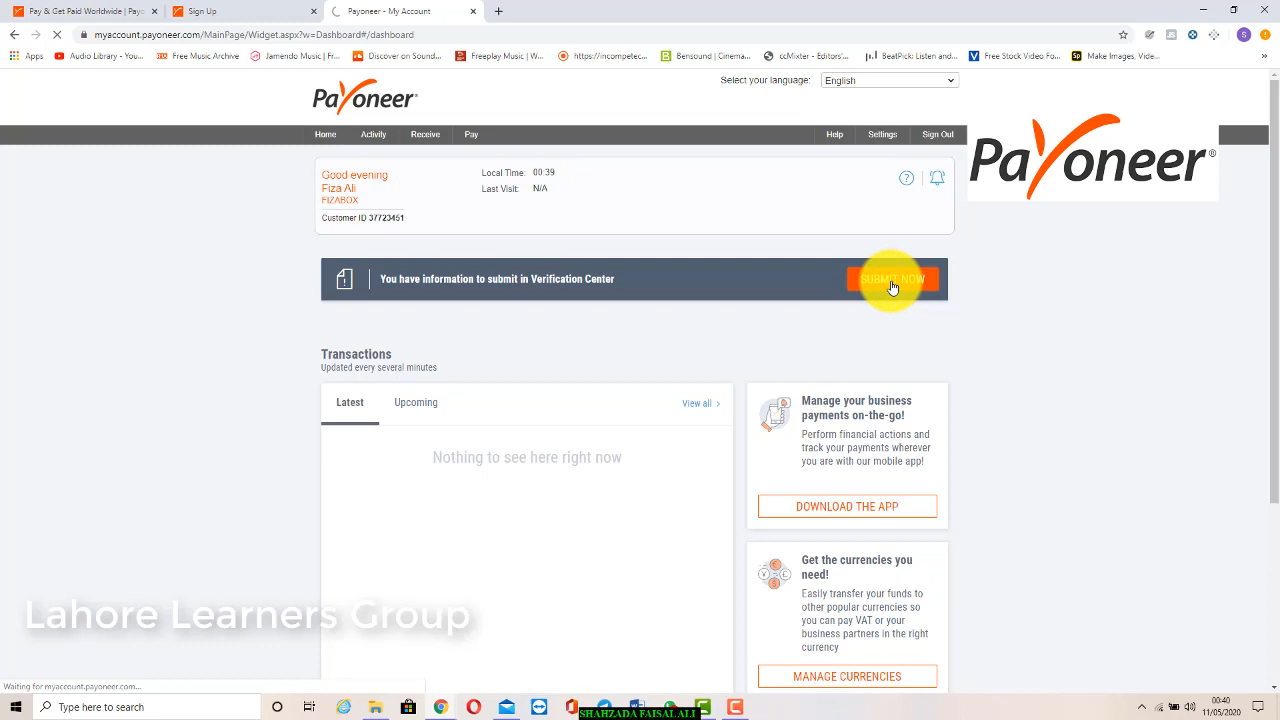 Pay & Get Paid Worldwide | Payo
Sign Up
Payoneer - My Account
myaccount.payoneer.com/MainPage/Widget.aspx?w=Dashboard#/dashboard
Apps
Audio Library - You...
Envato Market | Priv...
Jamendo Music | Di...
Discover on Sound...
Freeplay Music | W...
https://incompetec...
Bensound | Cinema...
ccMixter - Editors'...
BeatPick: Listen and...
Free Stock Video Fo...
Make Images, Vide...
Select your language:
English
Payoneer
Home
Activity
Receive
Pay
Help
Settings
Sign Out
Payoneer®
Good evening
Fiza Ali
FIZABOX
Customer ID 37723451
Local Time: 00:39
Last Visit: N/A
You have information to submit in Verification Center
SUBMIT NOW
Transactions
Updated every several minutes
Latest
Upcoming
View all >
Nothing to see here right now
Manage your business
payments on-the-go!
Perform financial actions and
track your payments wherever
you are with our mobile app!
DOWNLOAD THE APP
Get the currencies you
need!
Easily transfer your funds to
other popular currencies so
you can pay VAT or your
business partners in the right
currency
MANAGE CURRENCIES
Lahore Learners Group
Waiting for myaccount.payoneer.com...
Type here to search
SHAHZADA FAISAL ALI
00:40
11/05/2020